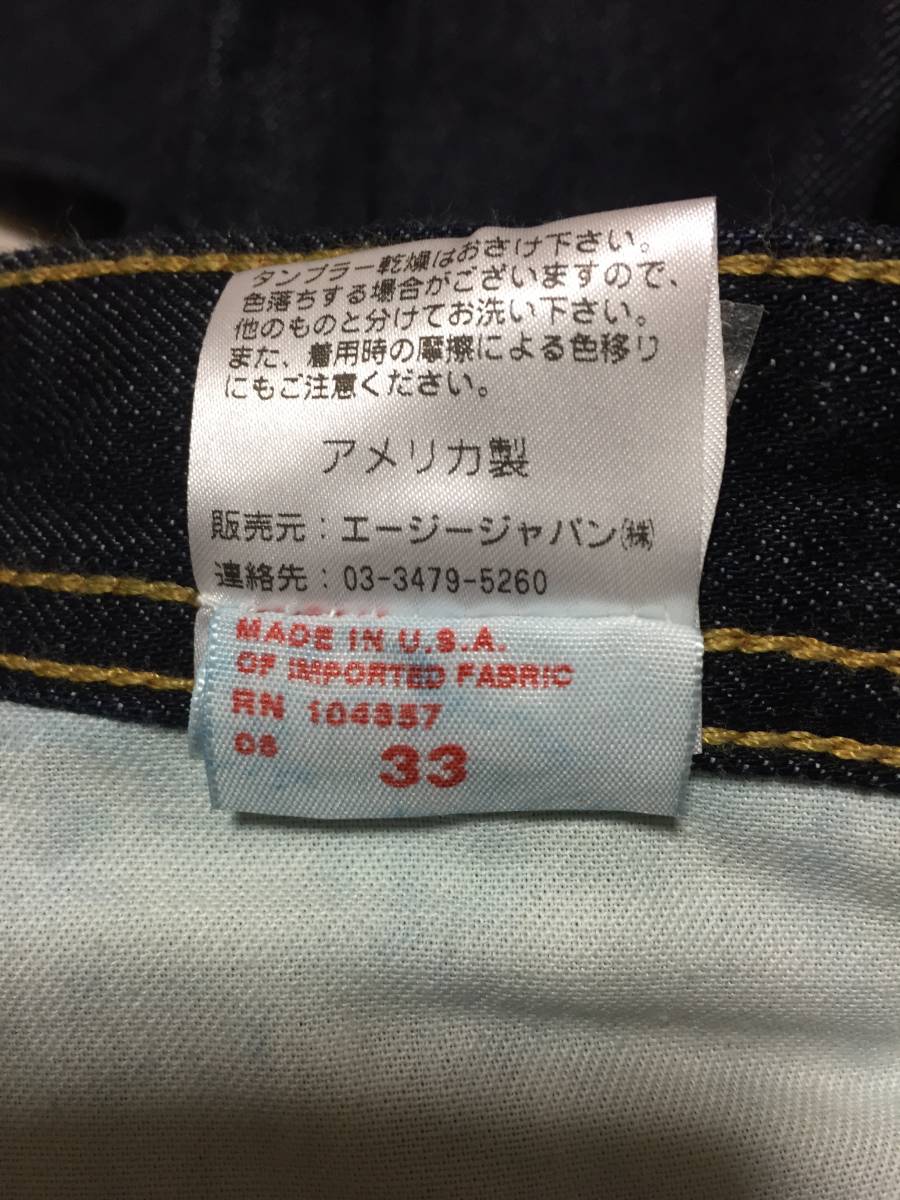 タンブラー乾燥はおさけ下さい。
色落ちする場合がございますので、
他のものと分けてお洗い下さい。
また、着用時の摩擦による色移り
にもご注意ください。
アメリカ製
販売元：エージージャパン㈱
連絡先：03-3479-5260
MADE IN U.S.A.
OF IMPORTED FABRIC
RN 104857
06
33